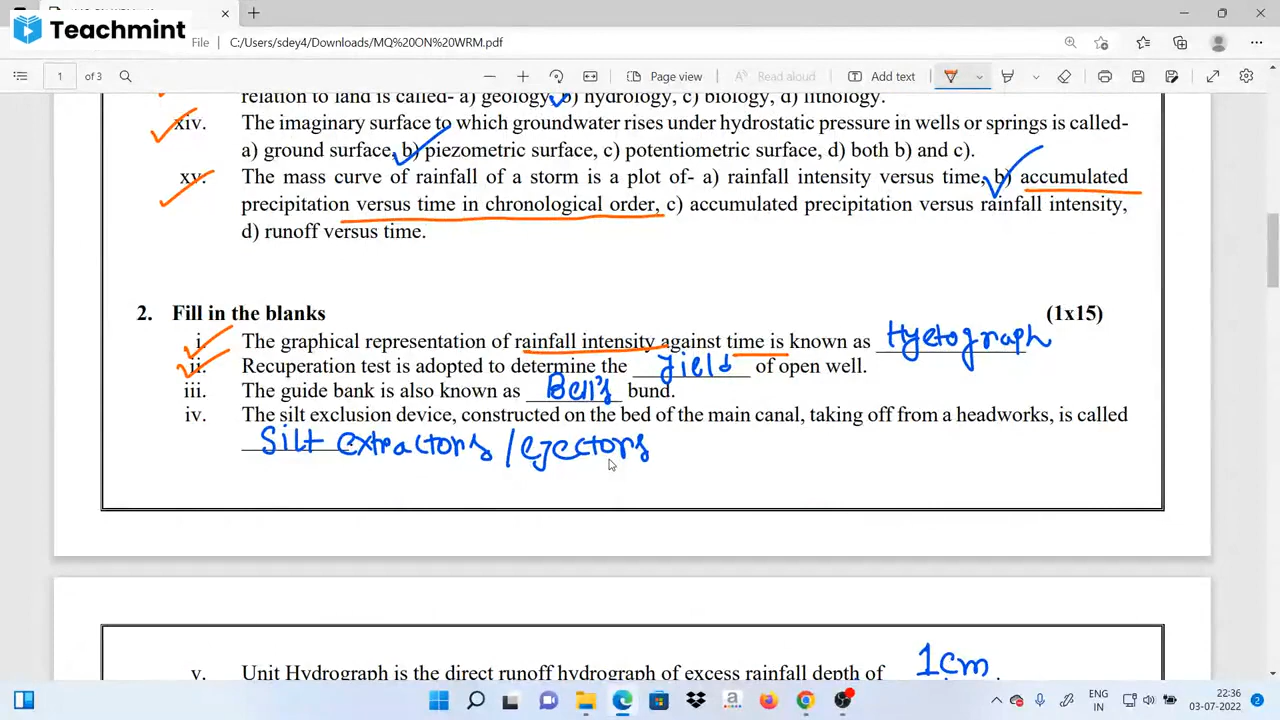 Teachmint
File C:/Users/sdey4/Downloads/MQ%20ON%20WRM.pdf
1 of 3 Page view Read aloud Add text
relation to land is called- a) geology, b) hydrology, c) biology, d) lithology.
xiv. The imaginary surface to which groundwater rises under hydrostatic pressure in wells or springs is called-
a) ground surface, b) piezometric surface, c) potentiometric surface, d) both b) and c).
xv. The mass curve of rainfall of a storm is a plot of- a) rainfall intensity versus time, b) accumulated
precipitation versus time in chronological order, c) accumulated precipitation versus rainfall intensity,
d) runoff versus time.
2. Fill in the blanks (1x15)
i. The graphical representation of rainfall intensity against time is known as Hyetograph
ii. Recuperation test is adopted to determine the yield of open well.
iii. The guide bank is also known as Bell's bund.
iv. The silt exclusion device, constructed on the bed of the main canal, taking off from a headworks, is called
Silt extractors / ejectors
v. Unit Hydrograph is the direct runoff hydrograph of excess rainfall depth of 1cm.
ENG
IN
22:36
03-07-2022
2